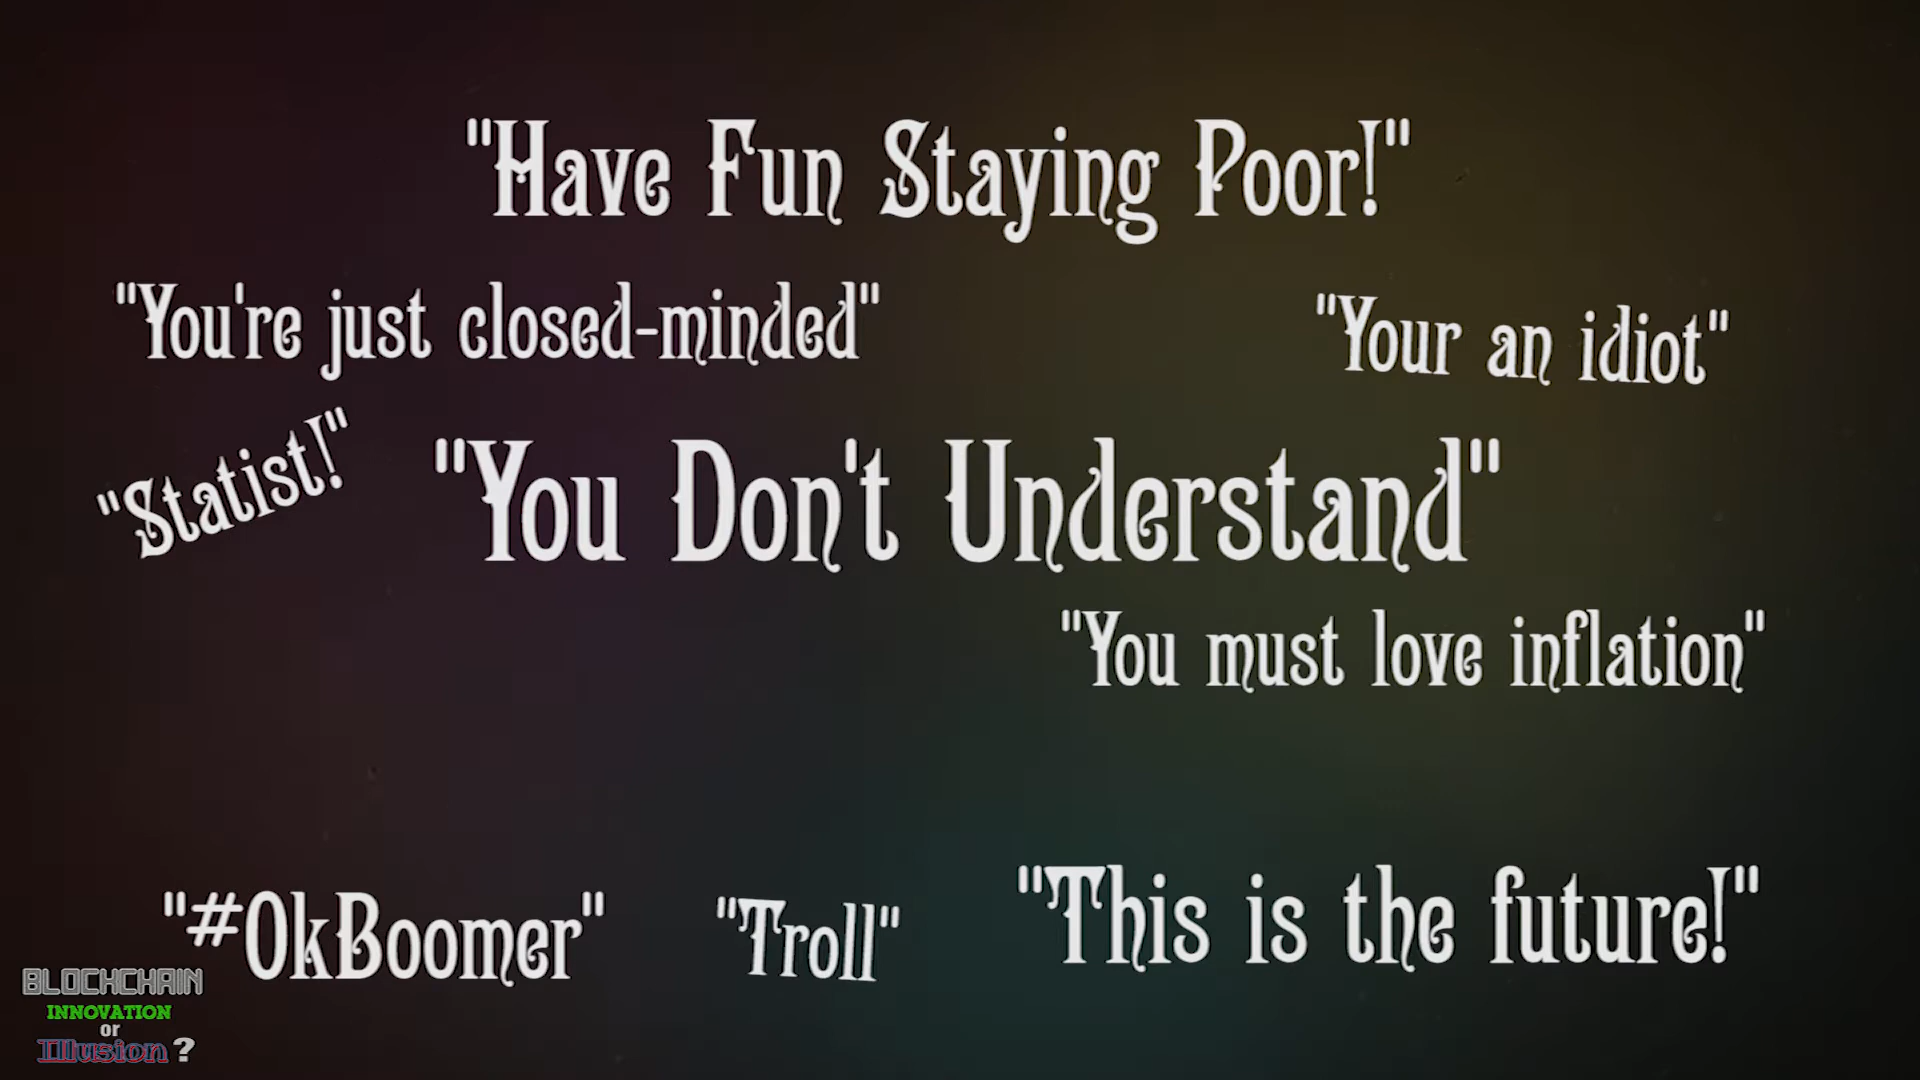 "Have Fun Staying Poor!"
"You're just closed-minded"
"Your an idiot"
"Statist!"
"You Don't Understand"
"You must love inflation"
"#OkBoomer"
"Troll"
"This is the future!"
BLOCKCHAIN
INNOVATION
or
Illusion?